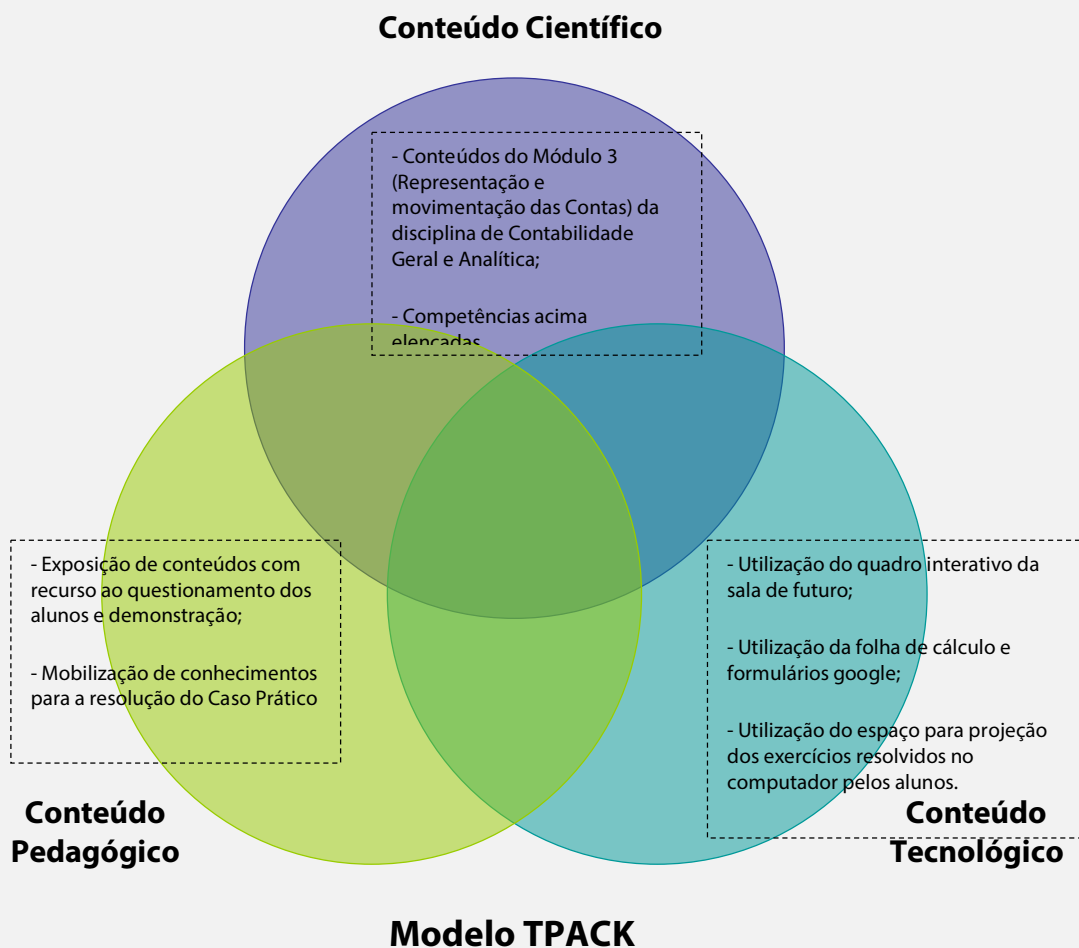 Conteúdo Científico
- Conteúdos do Módulo 3
(Representação e
movimentação das Contas) da
disciplina de Contabilidade
Geral e Analítica;
- Competências acima
elencadas
- Exposição de conteúdos com
recurso ao questionamento dos
alunos e demonstração;
- Mobilização de conhecimentos
para a resolução do Caso Prático
- Utilização do quadro interativo da
sala de futuro;
- Utilização da folha de cálculo e
formulários google;
- Utilização do espaço para projeção
dos exercícios resolvidos no
computador pelos alunos.
Conteúdo
Pedagógico
Conteúdo
Tecnológico
Modelo TPACK